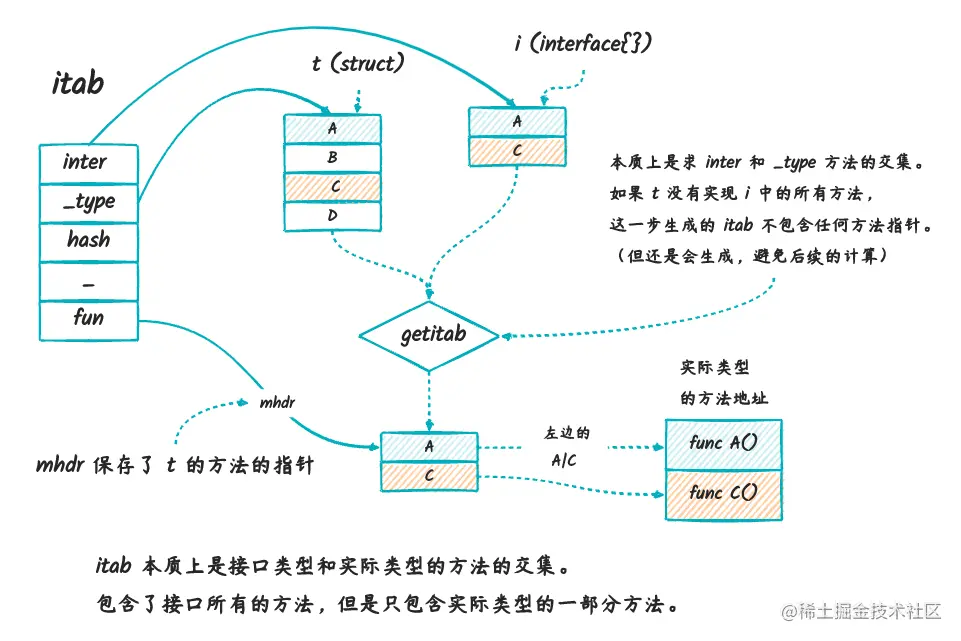 i (interface{})
t (struct)
itab
inter
_type
hash
_
fun
A
B
C
D
A
C
本质上是求 inter 和 _type 方法的交集。
如果 t 没有实现 i 中的所有方法，
这一步生成的 itab 不包含任何方法指针。
（但还是会生成，避免后续的计算）
getitab
mhdr
mhdr 保存了 t 的方法的指针
A
C
左边的
A/C
实际类型
的方法地址
func A()
func C()
itab 本质上是接口类型和实际类型的方法的交集。
包含了接口所有的方法，但是只包含实际类型的一部分方法。
@稀土掘金技术社区